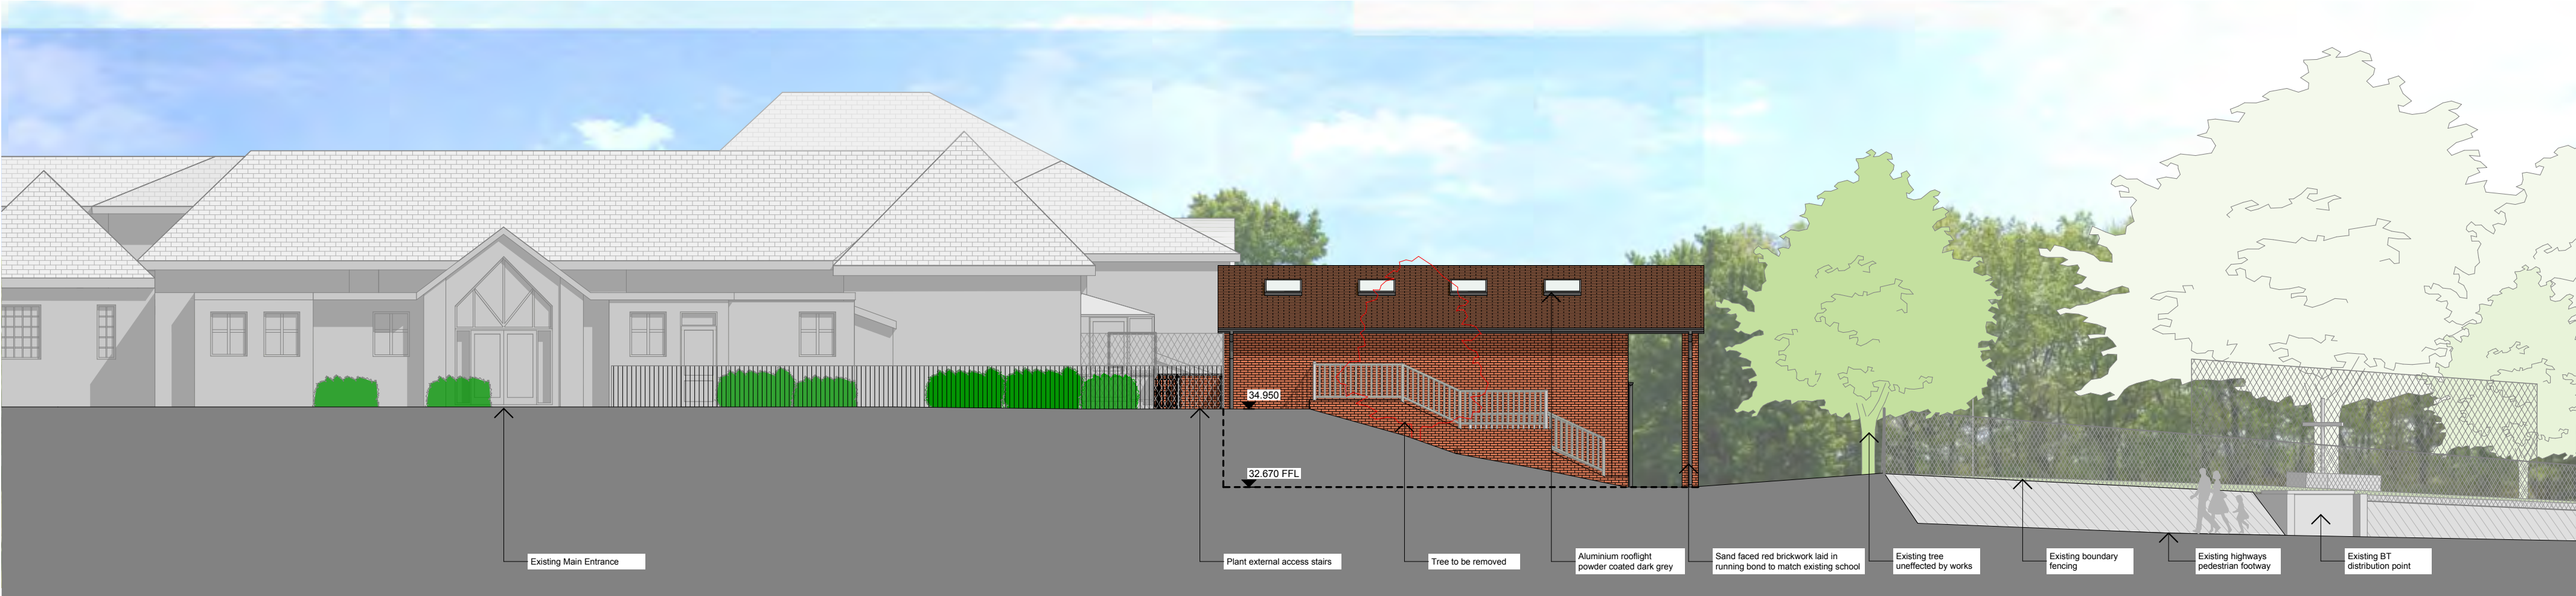 34.950
32.670 FFL
Existing Main Entrance
Plant external access stairs
Tree to be removed
Aluminium rooflight
powder coated dark grey
Sand faced red brickwork laid in
running bond to match existing school
Existing tree
uneffected by works
Existing boundary
fencing
Existing highways
pedestrian footway
Existing BT
distribution point